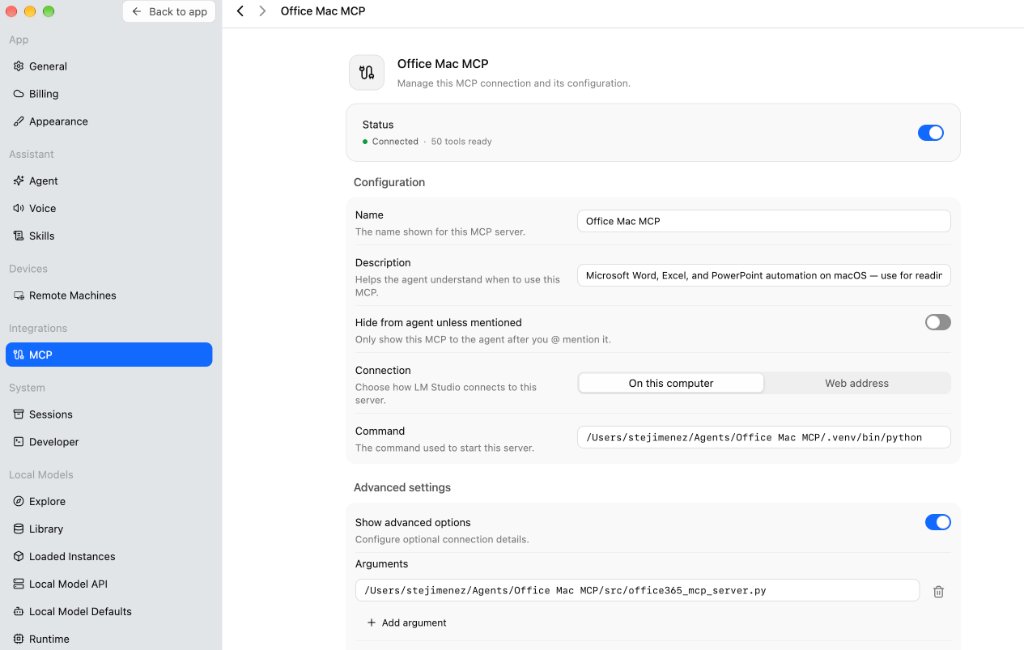 Back to app
Office Mac MCP
App
General
Billing
Appearance
Assistant
Agent
Voice
Skills
Devices
Remote Machines
Integrations
MCP
System
Sessions
Developer
Local Models
Explore
Library
Loaded Instances
Local Model API
Local Model Defaults
Runtime
Office Mac MCP
Manage this MCP connection and its configuration.
Status
Connected · 50 tools ready
Configuration
Name
The name shown for this MCP server.
Office Mac MCP
Description
Helps the agent understand when to use this
MCP.
Microsoft Word, Excel, and PowerPoint automation on macOS — use for readin
Hide from agent unless mentioned
Only show this MCP to the agent after you @ mention it.
Connection
Choose how LM Studio connects to this
server.
On this computer
Web address
Command
The command used to start this server.
/Users/stejimenez/Agents/Office Mac MCP/.venv/bin/python
Advanced settings
Show advanced options
Configure optional connection details.
Arguments
/Users/stejimenez/Agents/Office Mac MCP/src/office365_mcp_server.py
+ Add argument